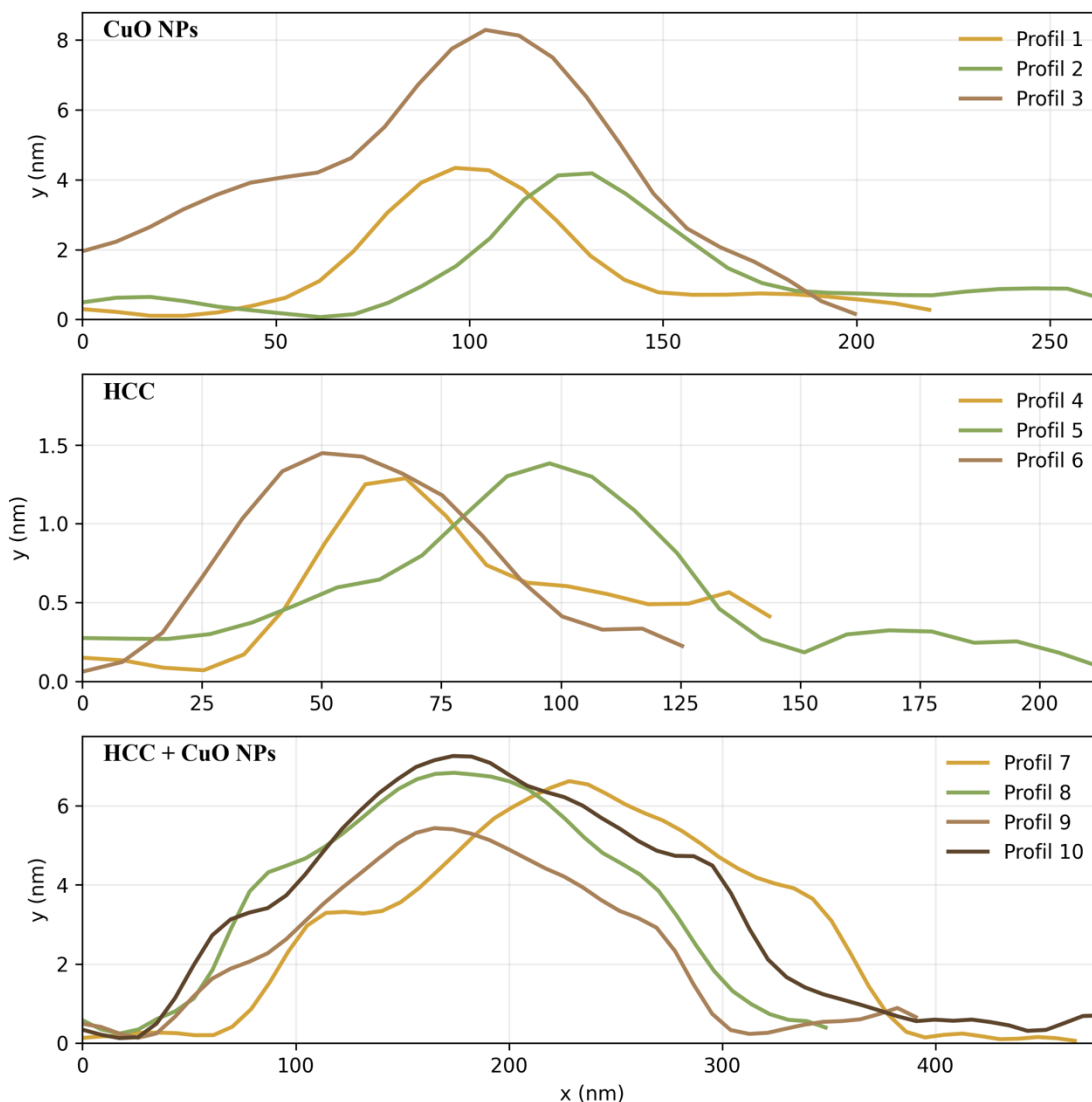 CuO NPs
Profil 1
Profil 2
Profil 3
y (nm)
8
6
4
2
0
0 50 100 150 200 250
HCC
Profil 4
Profil 5
Profil 6
y (nm)
1.5
1.0
0.5
0.0
0 25 50 75 100 125 150 175 200
HCC + CuO NPs
Profil 7
Profil 8
Profil 9
Profil 10
y (nm)
6
4
2
0
0 100 200 300 400
x (nm)